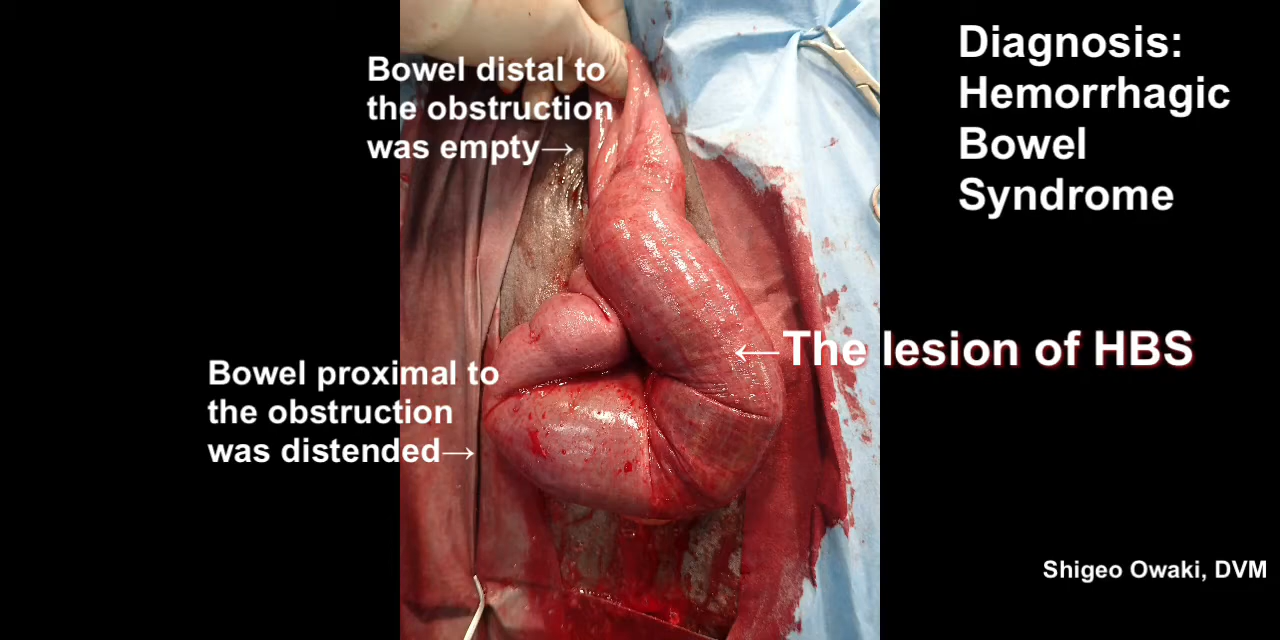 Bowel distal to
the obstruction
was empty→
Diagnosis:
Hemorrhagic
Bowel
Syndrome
←The lesion of HBS
Bowel proximal to
the obstruction
was distended→
Shigeo Owaki, DVM